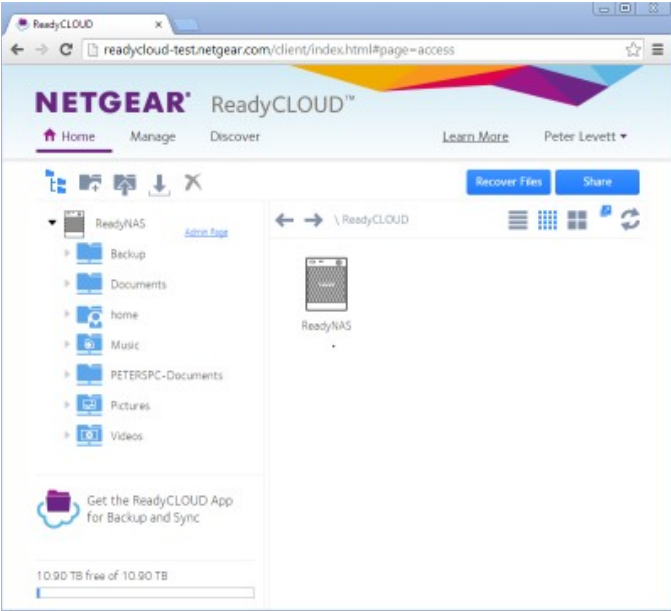 ReadyCLOUD
readycloud-test.netgear.com/client/index.html#page=access
NETGEAR® ReadyCLOUD™
Home Manage Discover Learn More Peter Levett
Recover Files Share
ReadyNAS Admin Page
\ ReadyCLOUD
Backup
Documents
home
Music
PETERSPC-Documents
Pictures
Videos
ReadyNAS
Get the ReadyCLOUD App
for Backup and Sync
10.90 TB free of 10.90 TB